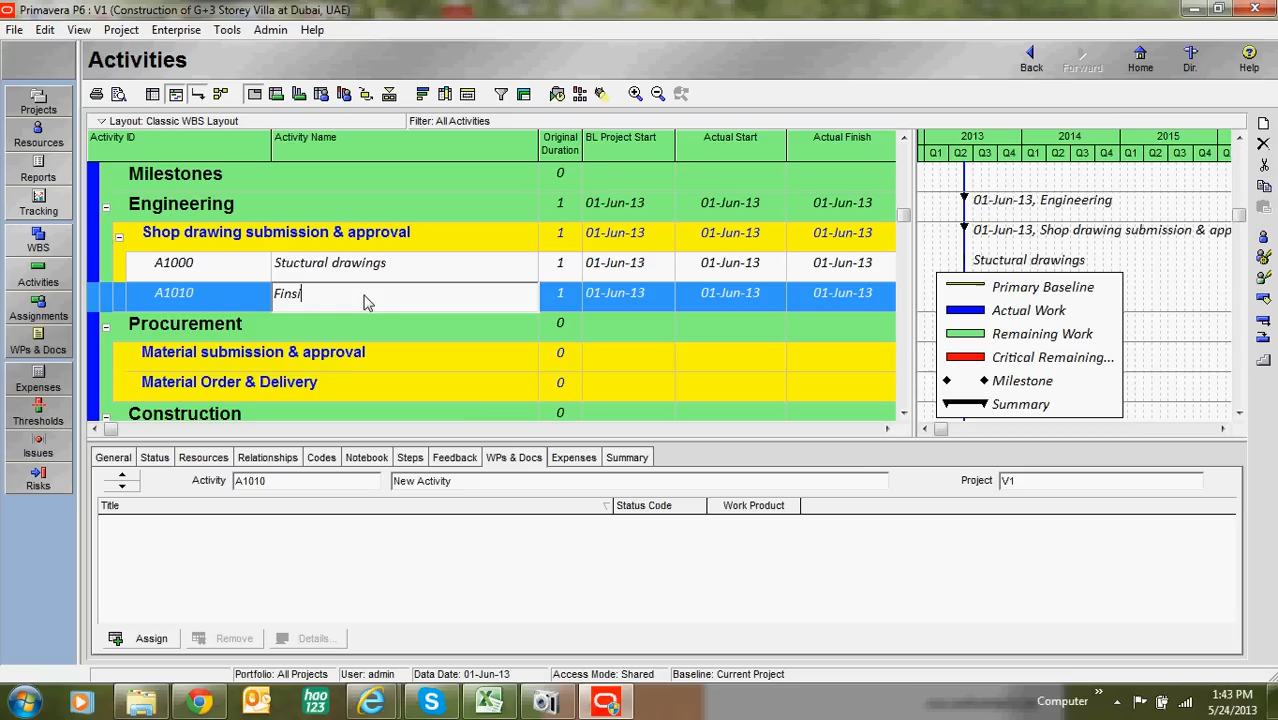 Primavera P6 : V1 (Construction of G+3 Storey Villa at Dubai, UAE)
File Edit View Project Enterprise Tools Admin Help
Activities
Back Forward Home Dir. Help
Layout: Classic WBS Layout Filter: All Activities
Activity ID Activity Name Original Duration BL Project Start Actual Start Actual Finish
2013 2014 2015
Q1 Q2 Q3 Q4 Q1 Q2 Q3 Q4 Q1 Q2 Q3 Q4
Milestones 0
Engineering 1 01-Jun-13 01-Jun-13 01-Jun-13 01-Jun-13, Engineering
Shop drawing submission & approval 1 01-Jun-13 01-Jun-13 01-Jun-13 01-Jun-13, Shop drawing submission & app
A1000 Stuctural drawings 1 01-Jun-13 01-Jun-13 01-Jun-13 Stuctural drawings
A1010 Finsi 1 01-Jun-13 01-Jun-13 01-Jun-13
Procurement 0
Material submission & approval 0
Material Order & Delivery 0
Construction 0
Primary Baseline
Actual Work
Remaining Work
Critical Remaining...
Milestone
Summary
Projects
Resources
Reports
Tracking
WBS
Activities
Assignments
WPs & Docs
Expenses
Thresholds
Issues
Risks
General Status Resources Relationships Codes Notebook Steps Feedback WPs & Docs Expenses Summary
Activity A1010 New Activity Project V1
Title Status Code Work Product
Assign Remove Details...
Portfolio: All Projects User: admin Data Date: 01-Jun-13 Access Mode: Shared Baseline: Current Project
hao
123
Computer
1:43 PM
5/24/2013